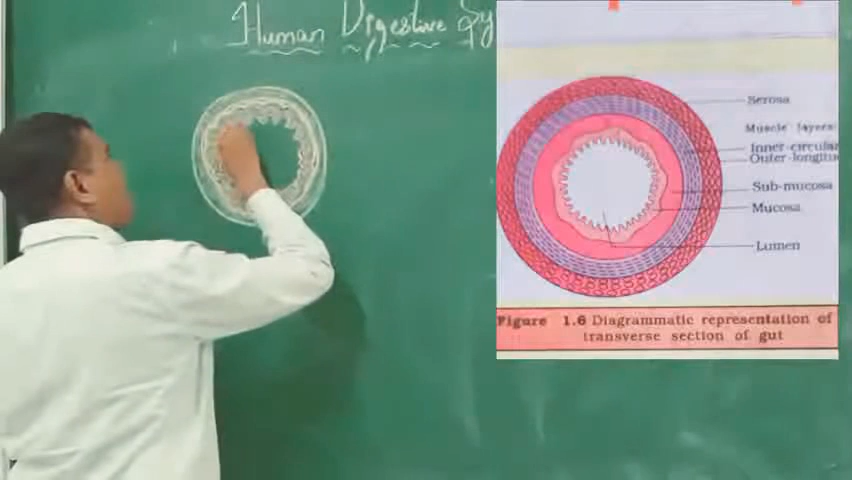 Human Digestive Sy
Serosa
Muscle layers
Inner-circular
Outer-longitu
Sub-mucosa
Mucosa
Lumen
Figure 1.6 Diagrammatic representation of
transverse section of gut